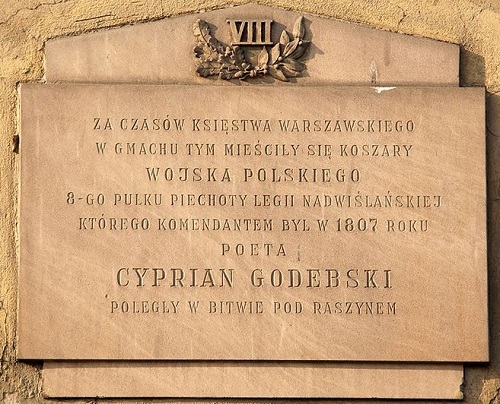 VIII
ZA CZASÓW KSIĘSTWA WARSZAWSKIEGO
W GMACHU TYM MIEŚCIŁY SIĘ KOSZARY
WOJSKA POLSKIEGO
8-GO PUŁKU PIECHOTY LEGII NADWIŚLAŃSKIEJ
KTÓREGO KOMENDANTEM BYŁ W 1807 ROKU
POETA
CYPRIAN GODEBSKI
POLEGŁY W BITWIE POD RASZYNEM